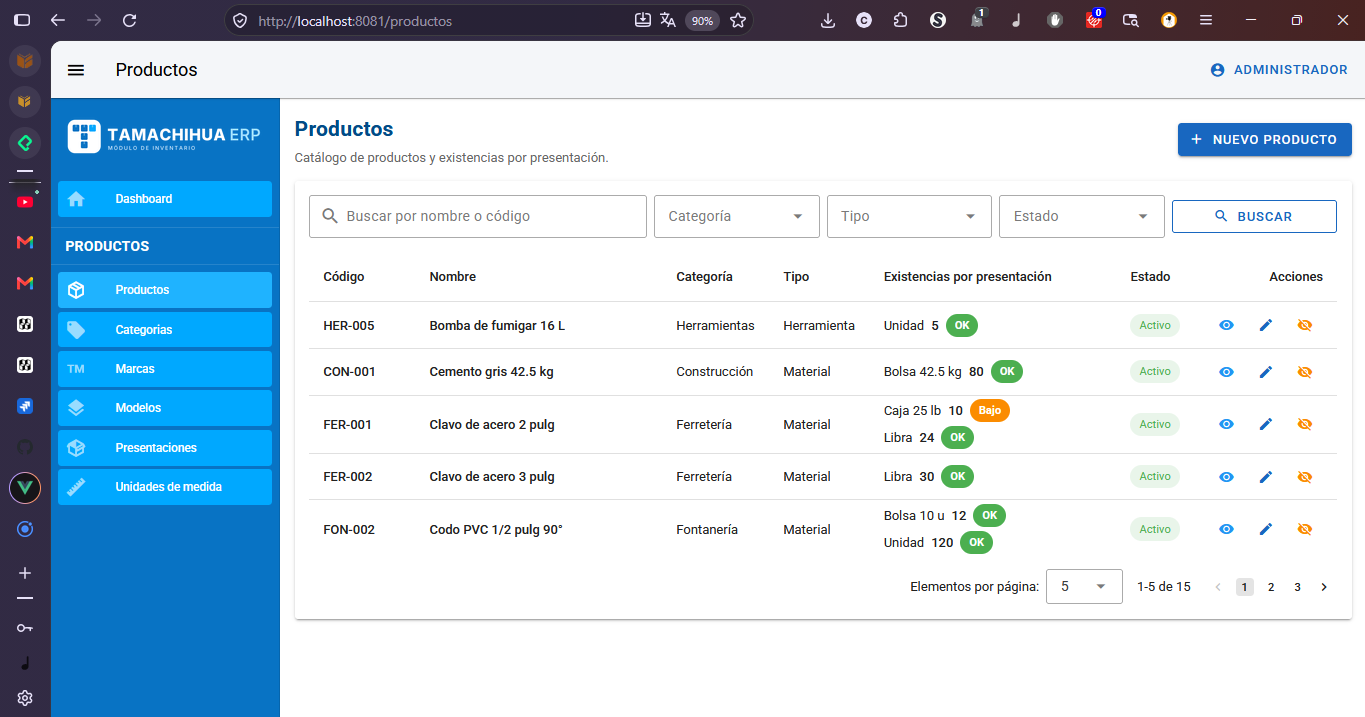 http://localhost:8081/productos
90%
1
0
Productos
ADMINISTRADOR
TAMACHIHUA ERP
MÓDULO DE INVENTARIO
Dashboard
PRODUCTOS
Productos
Categorias
TM Marcas
Modelos
Presentaciones
Unidades de medida
Productos
Catálogo de productos y existencias por presentación.
+ NUEVO PRODUCTO
Buscar por nombre o código
Categoría
Tipo
Estado
BUSCAR
Código Nombre Categoría Tipo Existencias por presentación Estado Acciones
HER-005 Bomba de fumigar 16 L Herramientas Herramienta Unidad 5 OK Activo
CON-001 Cemento gris 42.5 kg Construcción Material Bolsa 42.5 kg 80 OK Activo
FER-001 Clavo de acero 2 pulg Ferretería Material Caja 25 lb 10 Bajo Activo
Libra 24 OK
FER-002 Clavo de acero 3 pulg Ferretería Material Libra 30 OK Activo
FON-002 Codo PVC 1/2 pulg 90° Fontanería Material Bolsa 10 u 12 OK Activo
Unidad 120 OK
Elementos por página: 5 1-5 de 15 1 2 3